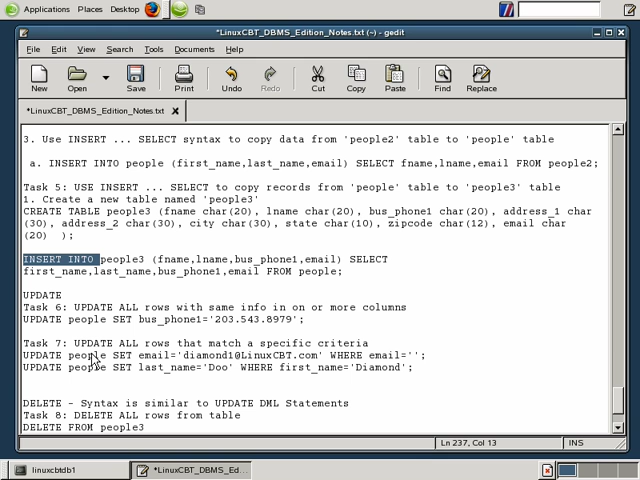 Applications Places Desktop
*LinuxCBT_DBMS_Edition_Notes.txt (~) - gedit
File Edit View Search Tools Documents Help
New Open Save Print Undo Redo Cut Copy Paste Find Replace
*LinuxCBT_DBMS_Edition_Notes.txt
3. Use INSERT ... SELECT syntax to copy data from 'people2' table to 'people' table
a. INSERT INTO people (first_name,last_name,email) SELECT fname,lname,email FROM people2;
Task 5: USE INSERT ... SELECT to copy records from 'people' table to 'people3' table
1. Create a new table named 'people3'
CREATE TABLE people3 (fname char(20), lname char(20), bus_phone1 char(20), address_1 char
(30), address_2 char(30), city char(30), state char(10), zipcode char(12), email char
(20) );
INSERT INTO people3 (fname,lname,bus_phone1,email) SELECT
first_name,last_name,bus_phone1,email FROM people;
UPDATE
Task 6: UPDATE ALL rows with same info in on or more columns
UPDATE people SET bus_phone1='203.543.8979';
Task 7: UPDATE ALL rows that match a specific criteria
UPDATE people SET email='diamond1@LinuxCBT.com' WHERE email='';
UPDATE people SET last_name='Doo' WHERE first_name='Diamond';
DELETE - Syntax is similar to UPDATE DML Statements
Task 8: DELETE ALL rows from table
DELETE FROM people3
Ln 237, Col 13 INS
linuxcbtdb1 *LinuxCBT_DBMS_Ed...